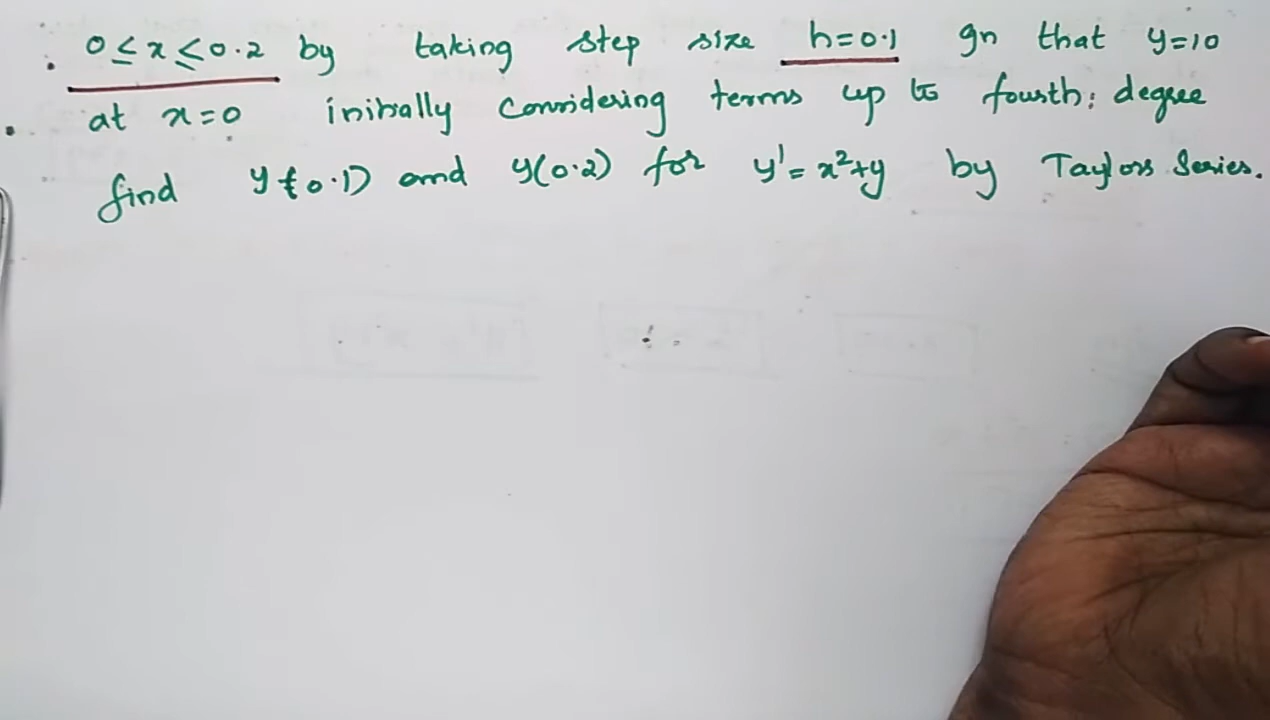 0≤x≤0.2 by taking step size h=0.1 gn that y=10
at x=0 initially considering terms up to fourth degree
find y(0.1) and y(0.2) for y'=x²+y by Taylors Series.